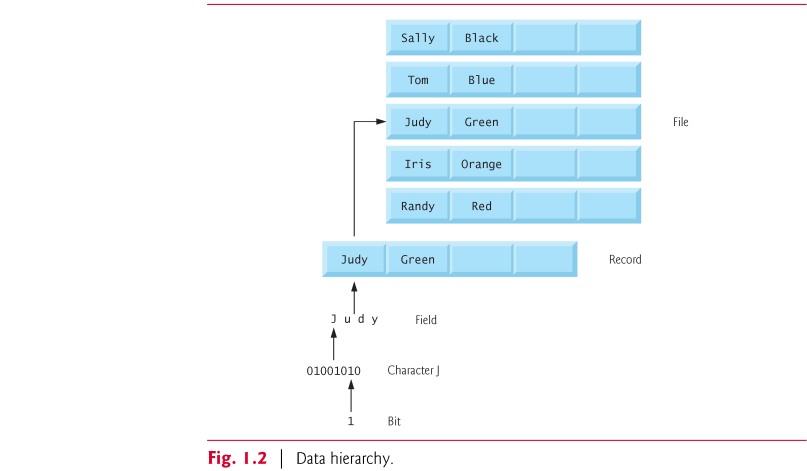 Sally Black
Tom Blue
Judy Green File
Iris Orange
Randy Red
Judy Green Record
Judy Field
01001010 Character J
1 Bit
Fig. 1.2 | Data hierarchy.